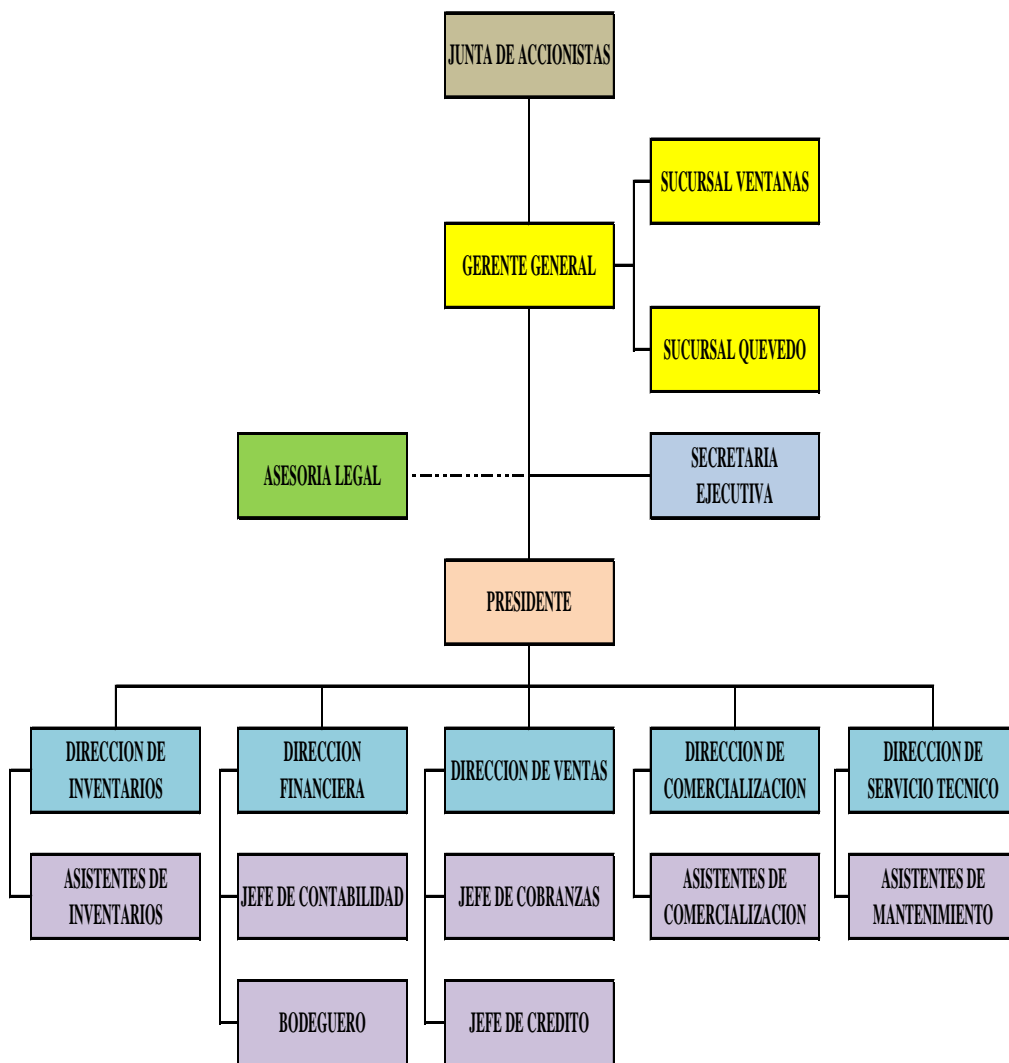 JUNTA DE ACCIONISTAS
SUCURSAL VENTANAS
GERENTE GENERAL
SUCURSAL QUEVEDO
ASESORIA LEGAL
SECRETARIA
EJECUTIVA
PRESIDENTE
DIRECCION DE
INVENTARIOS
DIRECCION
FINANCIERA
DIRECCION DE VENTAS
DIRECCION DE
COMERCIALIZACION
DIRECCION DE
SERVICIO TECNICO
ASISTENTES DE
INVENTARIOS
JEFE DE CONTABILIDAD
JEFE DE COBRANZAS
ASISTENTES DE
COMERCIALIZACION
ASISTENTES DE
MANTENIMIENTO
BODEGUERO
JEFE DE CREDITO